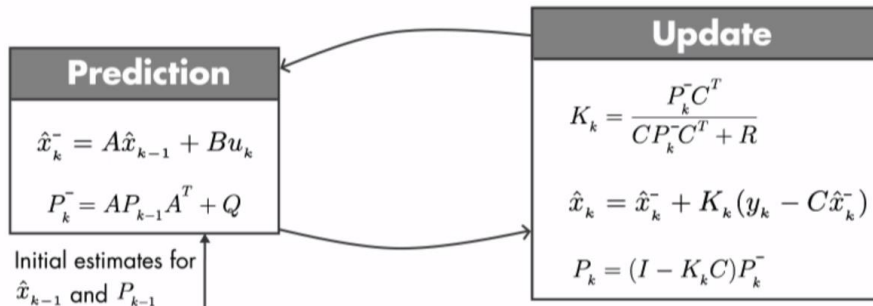 Prediction
x̂ₖ⁻ = Ax̂ₖ₋₁ + Buₖ
Pₖ⁻ = APₖ₋₁Aᵀ + Q
Initial estimates for
x̂ₖ₋₁ and Pₖ₋₁
Update
Kₖ = Pₖ⁻Cᵀ / CPₖ⁻Cᵀ + R
x̂ₖ = x̂ₖ⁻ + Kₖ(yₖ − Cx̂ₖ⁻)
Pₖ = (I − KₖC)Pₖ⁻